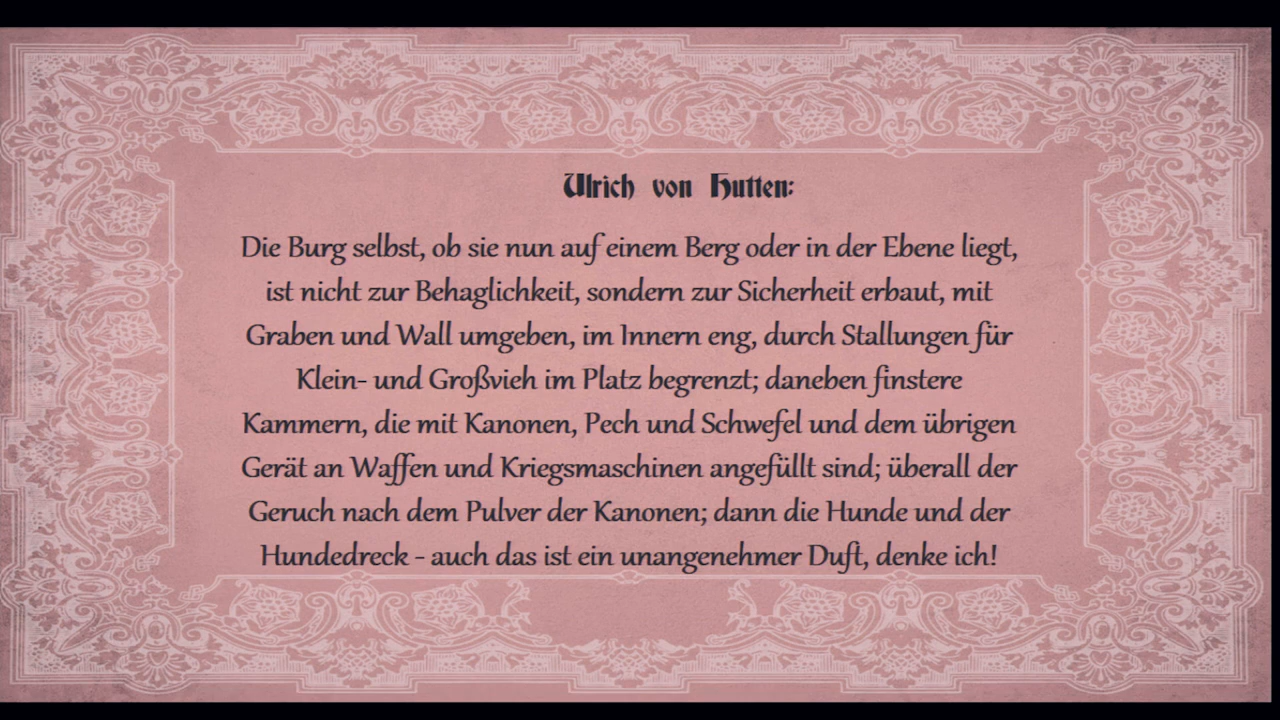 Ulrich von Hutten:
Die Burg selbst, ob sie nun auf einem Berg oder in der Ebene liegt,
ist nicht zur Behaglichkeit, sondern zur Sicherheit erbaut, mit
Graben und Wall umgeben, im Innern eng, durch Stallungen für
Klein- und Großvieh im Platz begrenzt; daneben finstere
Kammern, die mit Kanonen, Pech und Schwefel und dem übrigen
Gerät an Waffen und Kriegsmaschinen angefüllt sind; überall der
Geruch nach dem Pulver der Kanonen; dann die Hunde und der
Hundedreck - auch das ist ein unangenehmer Duft, denke ich!